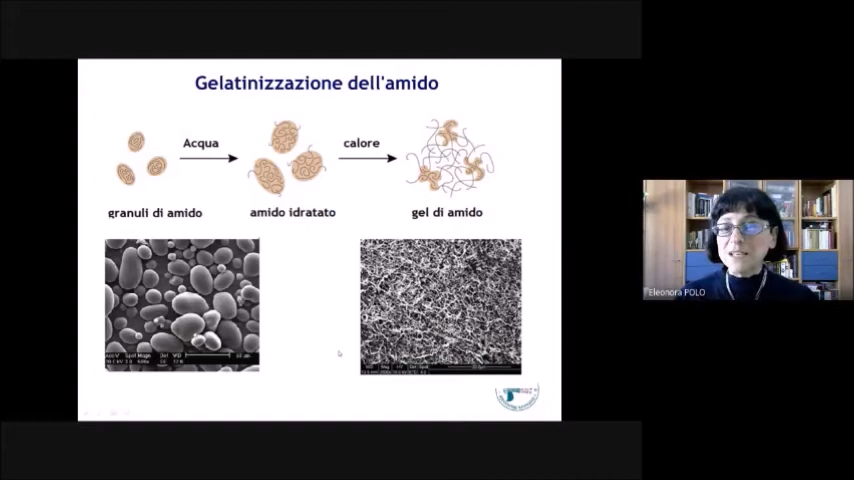 Gelatinizzazione dell'amido
Acqua
calore
granuli di amido
amido idratato
gel di amido
Eleonora POLO